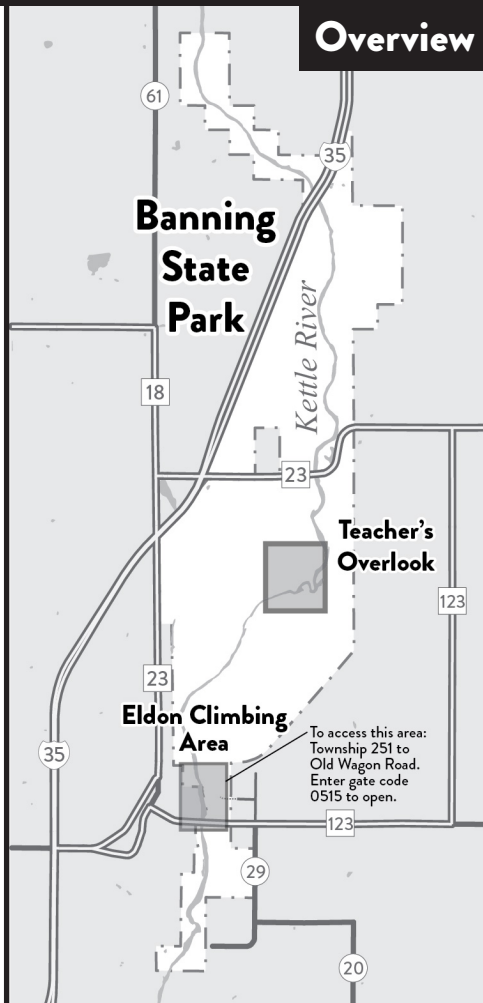 Overview
61
35
Banning
State
Park
Kettle River
18
23
Teacher's
Overlook
123
23
Eldon Climbing
Area
To access this area:
Township 251 to
Old Wagon Road.
Enter gate code
0515 to open.
35
123
29
20